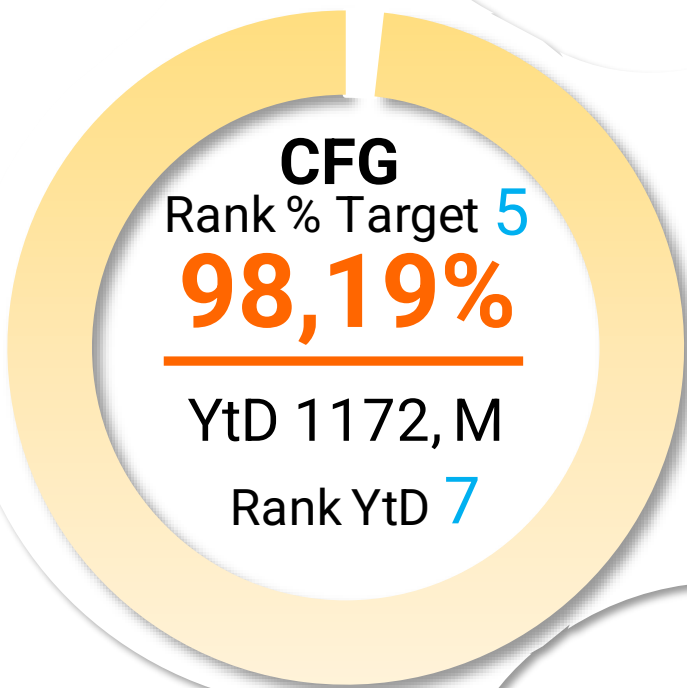 CFG
Rank % Target 5
98,19%
YtD 1172, M
Rank YtD 7